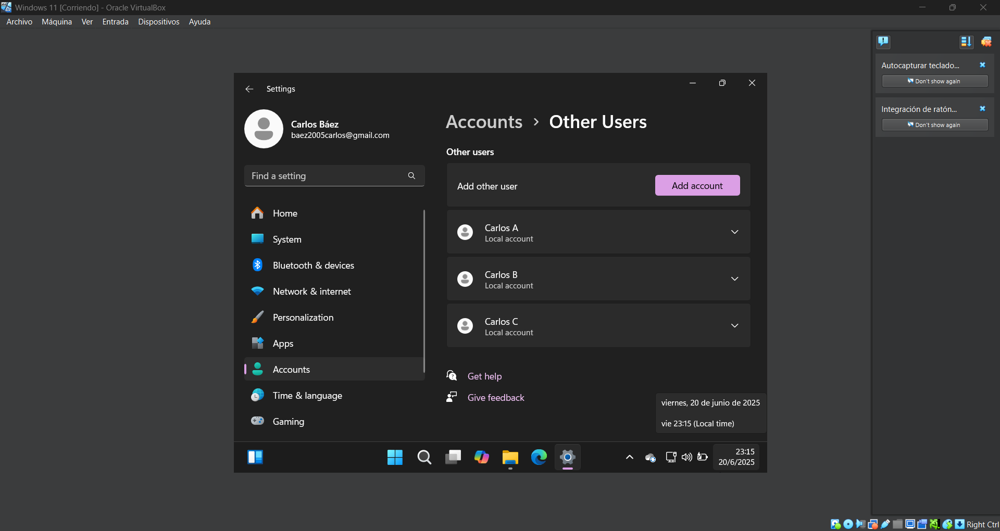 Windows 11 [Corriendo] - Oracle VirtualBox
Archivo Máquina Ver Entrada Dispositivos Ayuda
Autocapturar teclado...
Don't show again
Integración de ratón...
Don't show again
Settings
Carlos Báez
baez2005carlos@gmail.com
Find a setting
Home
System
Bluetooth & devices
Network & internet
Personalization
Apps
Accounts
Time & language
Gaming
Accounts > Other Users
Other users
Add other user
Add account
Carlos A
Local account
Carlos B
Local account
Carlos C
Local account
Get help
Give feedback
viernes, 20 de junio de 2025
vie 23:15 (Local time)
23:15
20/6/2025
Right Ctrl